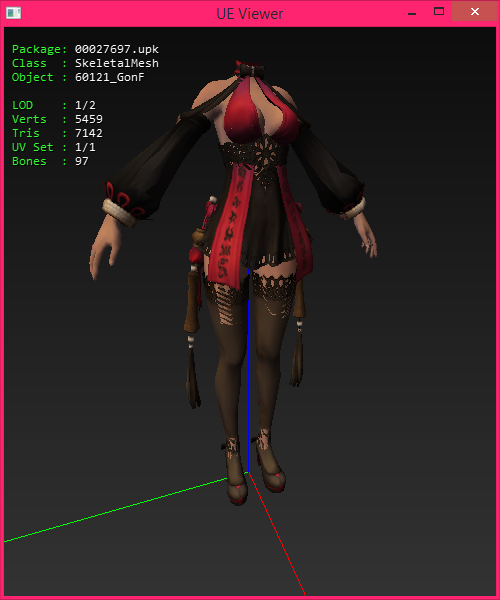 UE Viewer
Package: 00027697.upk
Class  : SkeletalMesh
Object : 60121_GonF
LOD    : 1/2
Verts  : 5459
Tris   : 7142
UV Set : 1/1
Bones  : 97